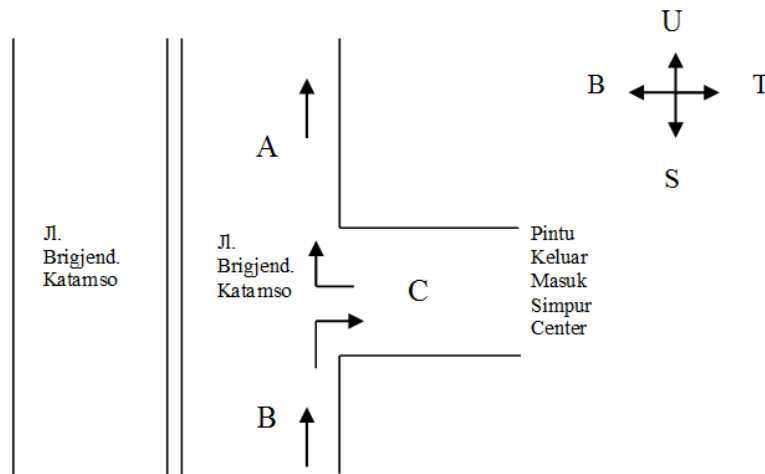 U
B
T
S
A
Jl.
Brigjend.
Katamso
Jl.
Brigjend.
Katamso
C
Pintu
Keluar
Masuk
Simpur
Center
B